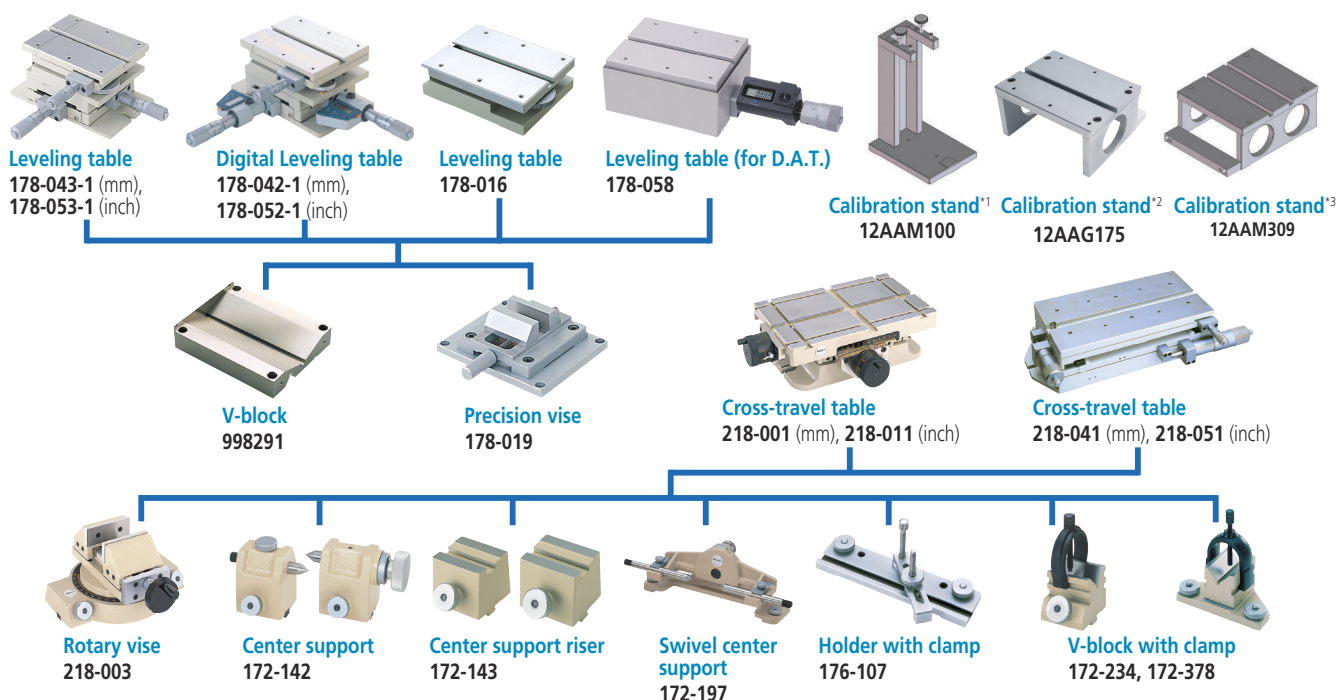 Leveling table
178-043-1 (mm),
178-053-1 (inch)
Digital Leveling table
178-042-1 (mm),
178-052-1 (inch)
Leveling table
178-016
Leveling table (for D.A.T.)
178-058
Calibration stand*1
12AAM100
Calibration stand*2
12AAG175
Calibration stand*3
12AAM309
V-block
998291
Precision vise
178-019
Cross-travel table
218-001 (mm), 218-011 (inch)
Cross-travel table
218-041 (mm), 218-051 (inch)
Rotary vise
218-003
Center support
172-142
Center support riser
172-143
Swivel center
support
172-197
Holder with clamp
176-107
V-block with clamp
172-234, 172-378